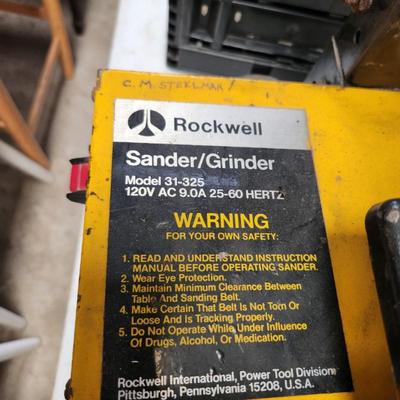 C. M. STEELMAN
Rockwell
Sander/Grinder
Model 31-325
120V AC 9.0A 25-60 HERTZ
WARNING
FOR YOUR OWN SAFETY:
1. READ AND UNDERSTAND INSTRUCTION
MANUAL BEFORE OPERATING SANDER.
2. Wear Eye Protection.
3. Maintain Minimum Clearance Between
Table And Sanding Belt.
4. Make Certain That Belt Is Not Torn Or
Loose And Is Tracking Properly.
5. Do Not Operate While Under Influence
Of Drugs, Alcohol, Or Medication.
Rockwell International, Power Tool Division
Pittsburgh, Pennsylvania 15208, U.S.A.